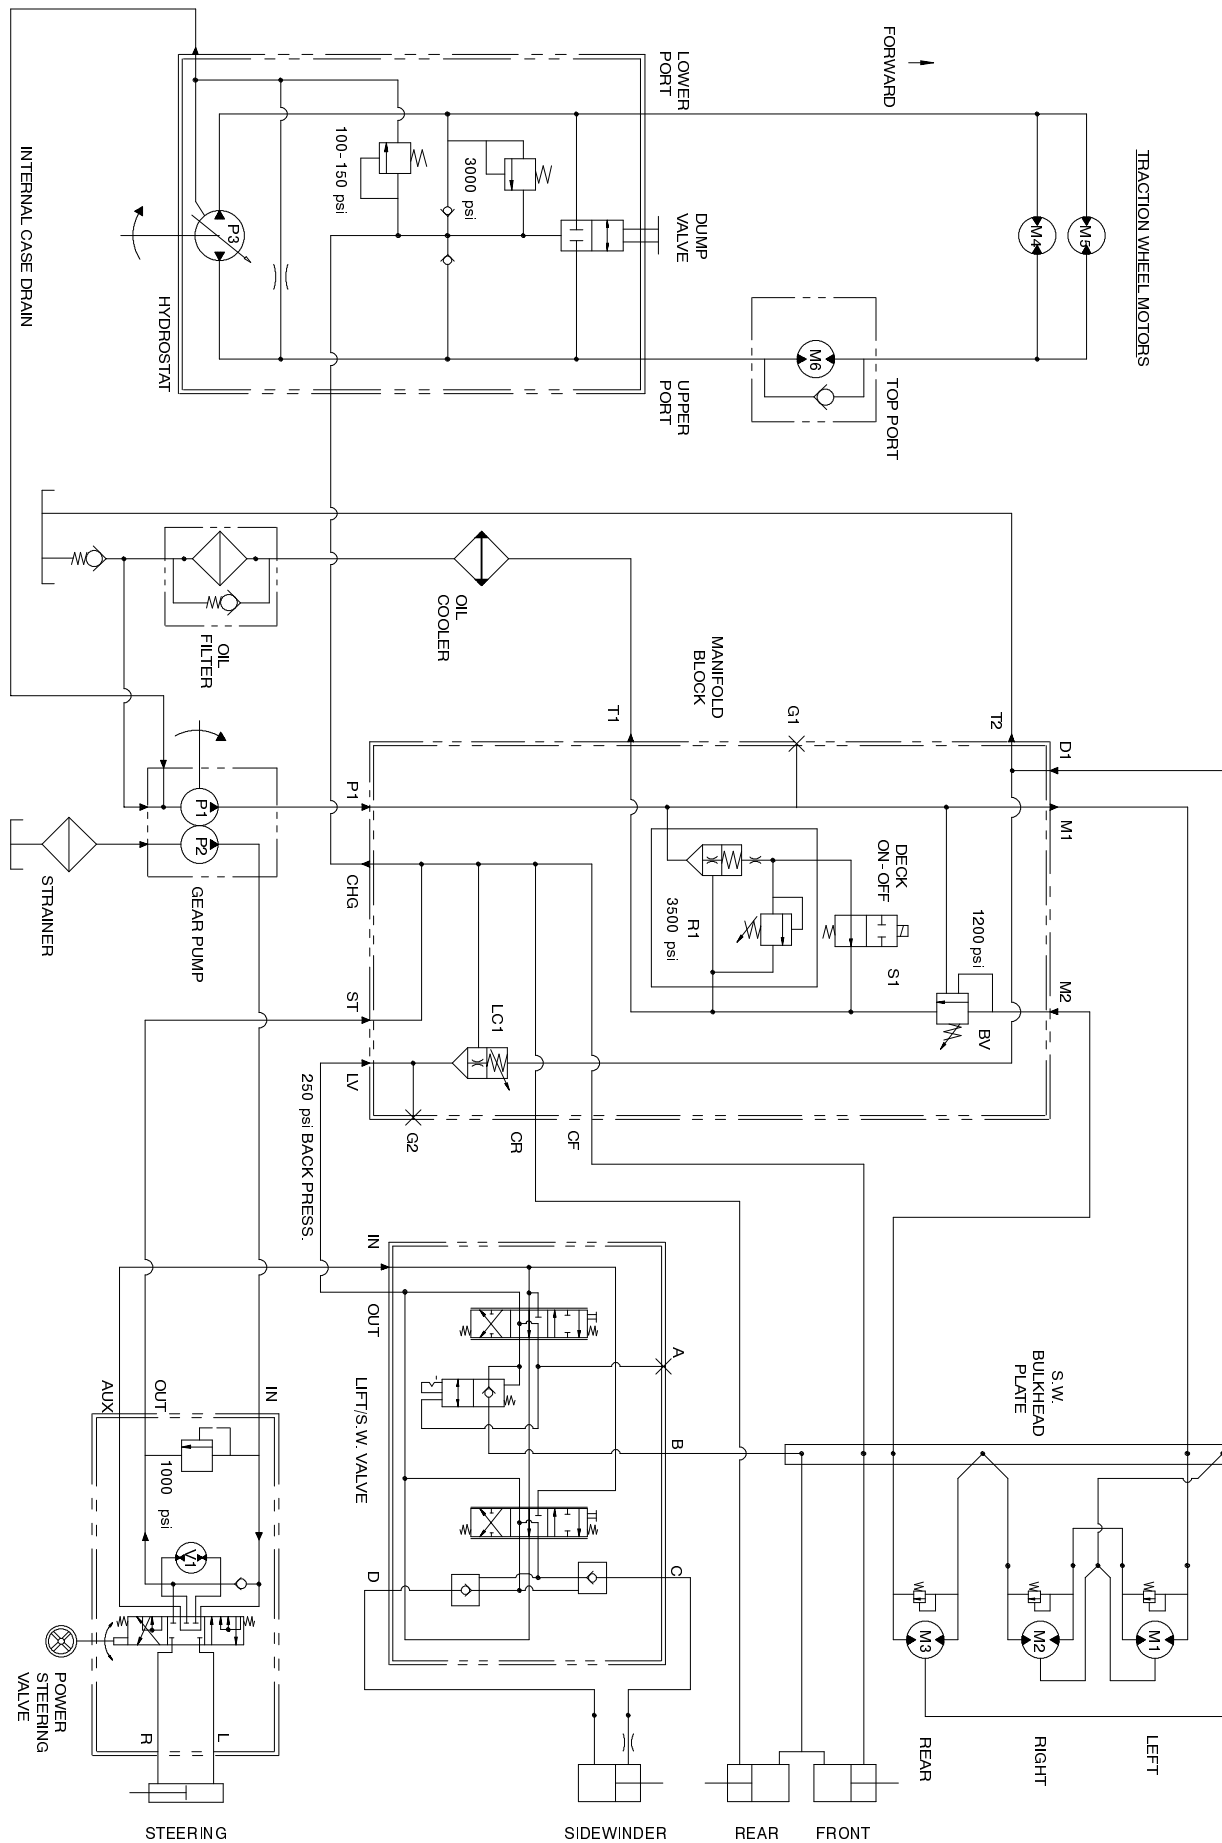 FORWARD
TRACTION WHEEL MOTORS
LOWER
PORT
100-150 psi
3000 psi
DUMP
VALVE
P3
M4
M5
M6
INTERNAL CASE DRAIN
HYDROSTAT
UPPER
PORT
TOP PORT
OIL
FILTER
OIL
COOLER
MANIFOLD
BLOCK
T1
G1
T2
D1
P1
M1
P1
P2
CHG
DECK
ON-OFF
R1
3500 psi
S1
1200 psi
M2
BV
STRAINER
GEAR PUMP
ST
LC1
LV
250 psi BACK PRESS.
G2
CR
CF
IN
OUT
A
B
LIFT/S.W. VALVE
C
D
S.W.
BULKHEAD
PLATE
AUX
OUT
IN
1000 psi
V1
POWER
STEERING
VALVE
R
L
M3
M2
M1
REAR
RIGHT
LEFT
STEERING
SIDEWINDER
REAR
FRONT